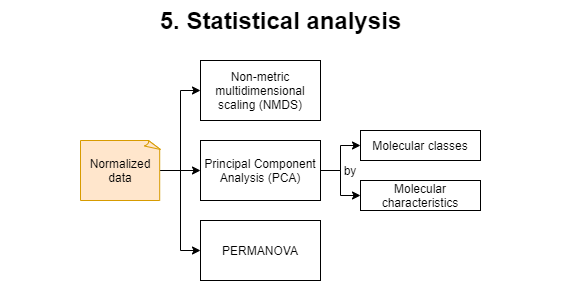 5. Statistical analysis
Non-metric
multidimensional
scaling (NMDS)
Normalized
data
Principal Component
Analysis (PCA)
by
Molecular classes
Molecular
characteristics
PERMANOVA